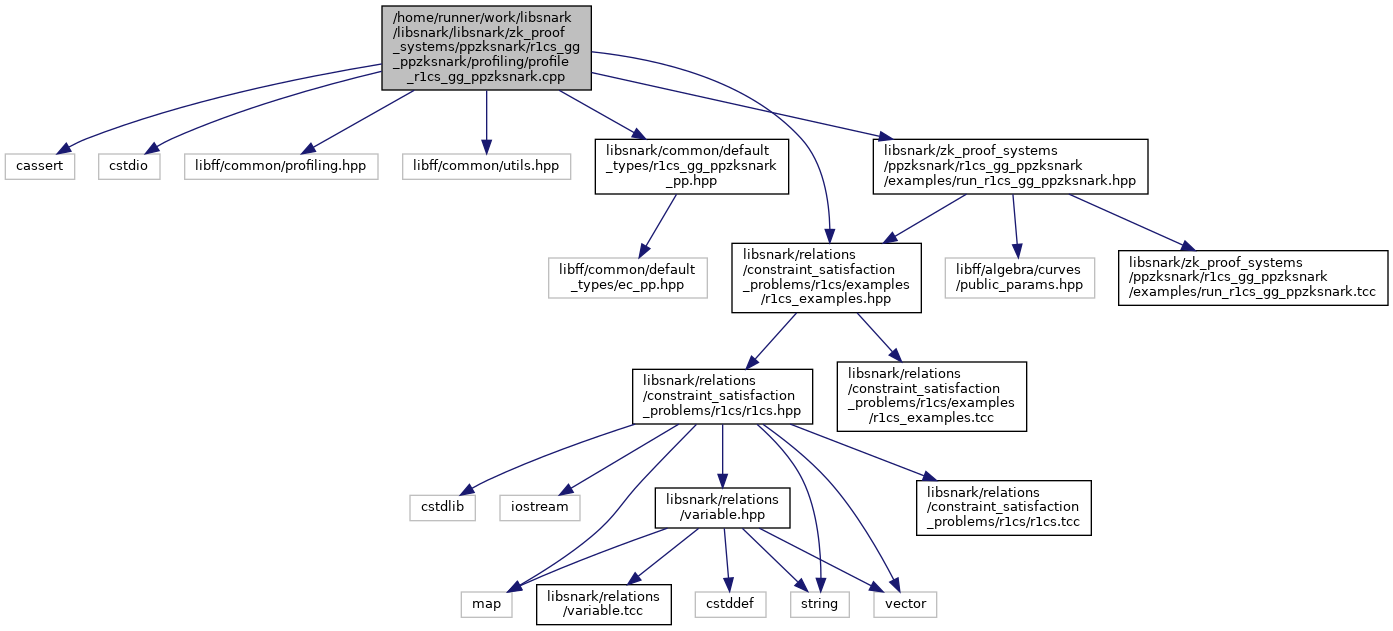 /home/runner/work/libsnark
/libsnark/libsnark/zk_proof
_systems/ppzksnark/r1cs_gg
_ppzksnark/profiling/profile
_r1cs_gg_ppzksnark.cpp
cassert
cstdio
libff/common/profiling.hpp
libff/common/utils.hpp
libsnark/common/default
_types/r1cs_gg_ppzksnark
_pp.hpp
libsnark/zk_proof_systems
/ppzksnark/r1cs_gg_ppzksnark
/examples/run_r1cs_gg_ppzksnark.hpp
libff/common/default
_types/ec_pp.hpp
libsnark/relations
/constraint_satisfaction
_problems/r1cs/examples
/r1cs_examples.hpp
libff/algebra/curves
/public_params.hpp
libsnark/zk_proof_systems
/ppzksnark/r1cs_gg_ppzksnark
/examples/run_r1cs_gg_ppzksnark.tcc
libsnark/relations
/constraint_satisfaction
_problems/r1cs/r1cs.hpp
libsnark/relations
/constraint_satisfaction
_problems/r1cs/examples
/r1cs_examples.tcc
cstdlib
iostream
libsnark/relations
/variable.hpp
libsnark/relations
/constraint_satisfaction
_problems/r1cs/r1cs.tcc
map
libsnark/relations
/variable.tcc
cstddef
string
vector